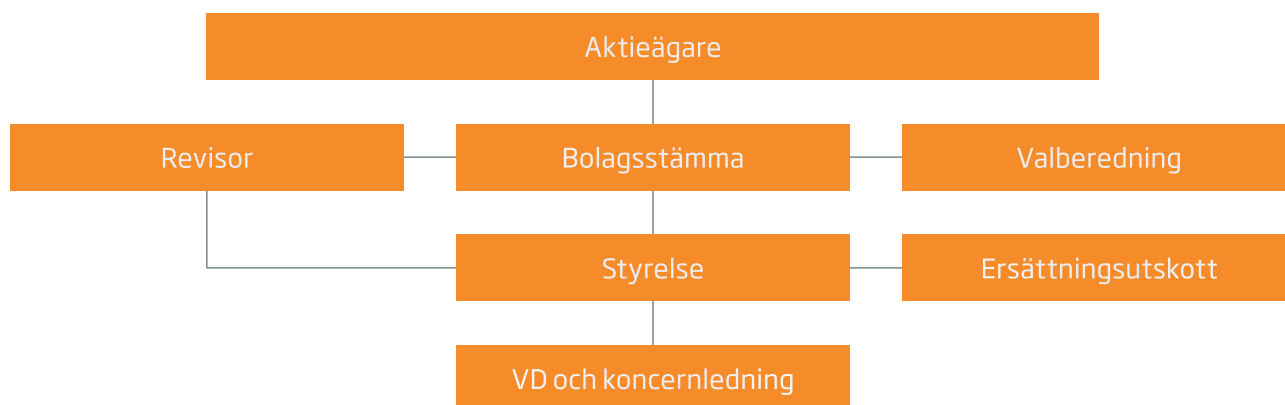 Aktieägare
Revisor
Bolagsstämma
Valberedning
Styrelse
Ersättningsutskott
VD och koncernledning